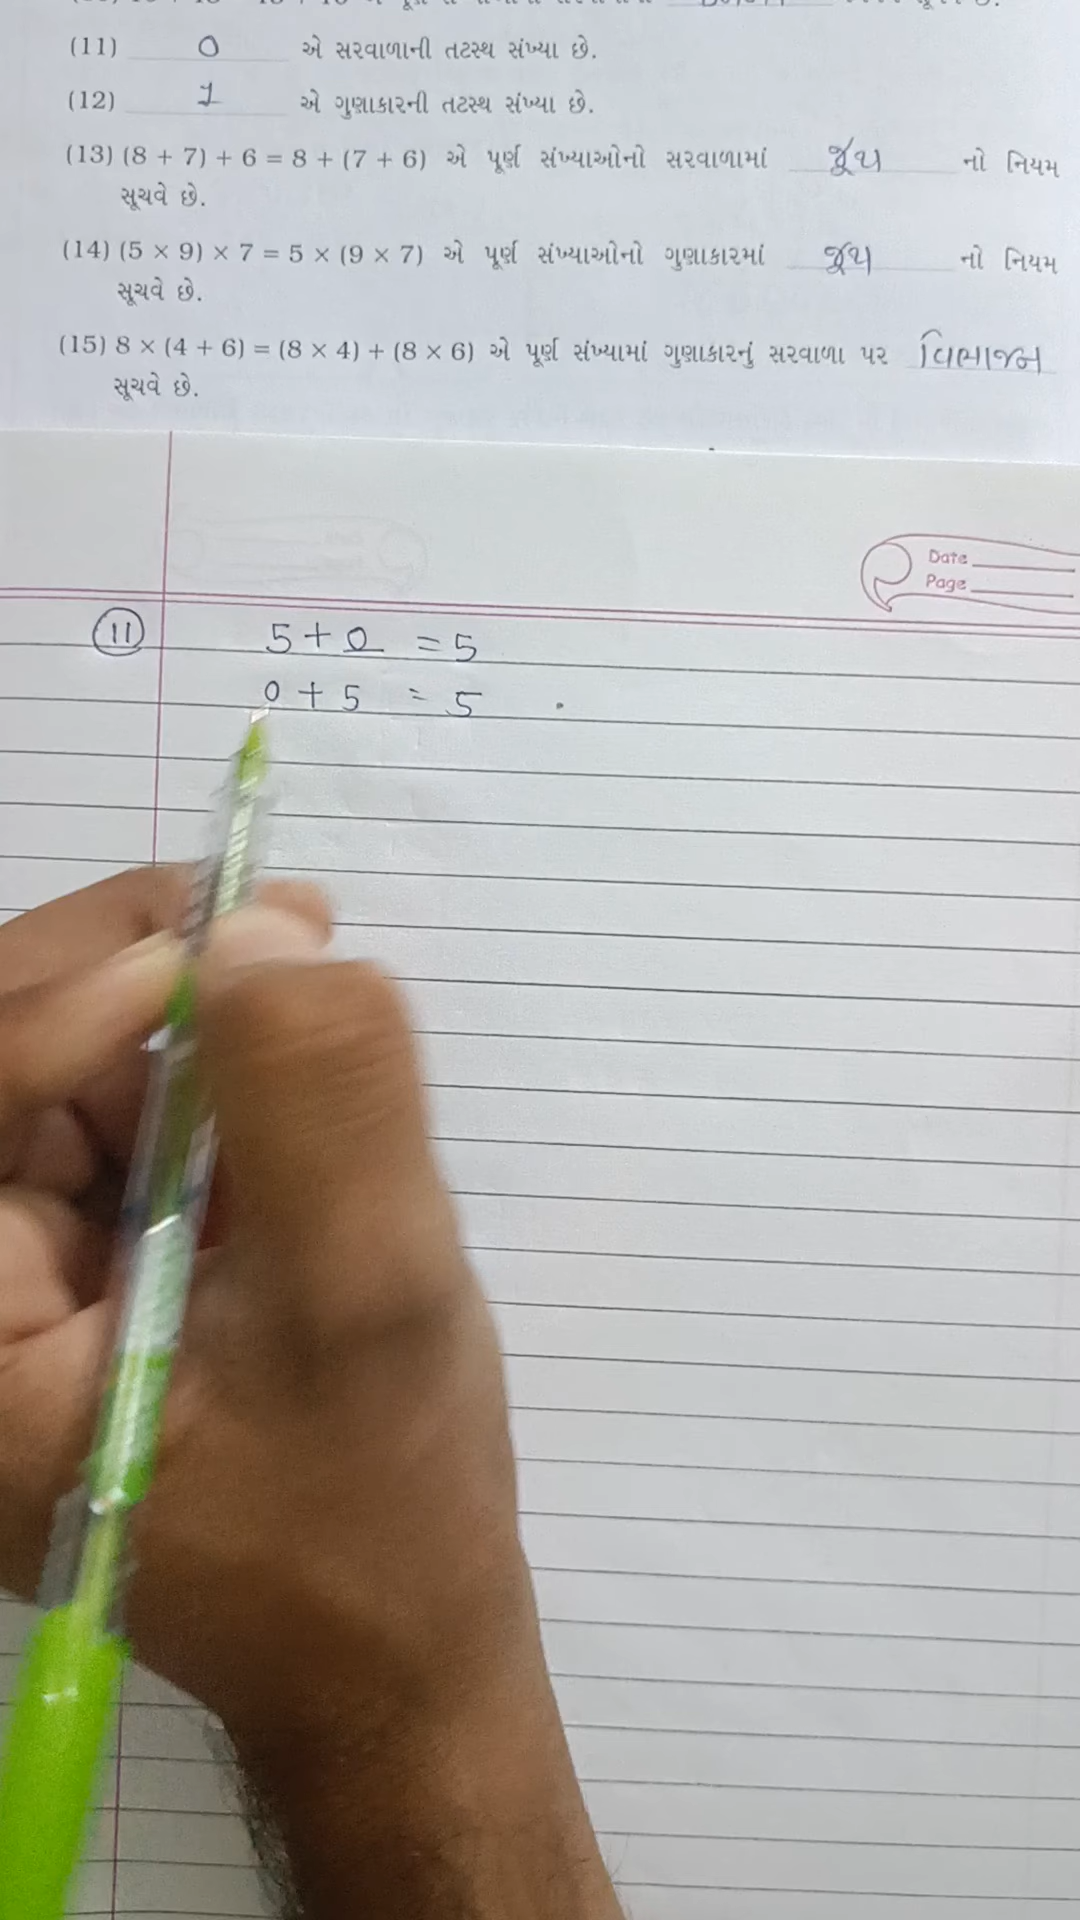 (11) 0 એ સરવાળાની તટસ્થ સંખ્યા છે.
(12) 1 એ ગુણાકારની તટસ્થ સંખ્યા છે.
(13) (8 + 7) + 6 = 8 + (7 + 6) એ પૂર્ણ સંખ્યાઓનો સરવાળામાં જૂથ નો નિયમ
સૂચવે છે.
(14) (5 × 9) × 7 = 5 × (9 × 7) એ પૂર્ણ સંખ્યાઓનો ગુણાકારમાં જૂથ નો નિયમ
સૂચવે છે.
(15) 8 × (4 + 6) = (8 × 4) + (8 × 6) એ પૂર્ણ સંખ્યામાં ગુણાકારનું સરવાળા પર વિભાજન
સૂચવે છે.
Date
Page
11 5 + 0 = 5
0 + 5 = 5